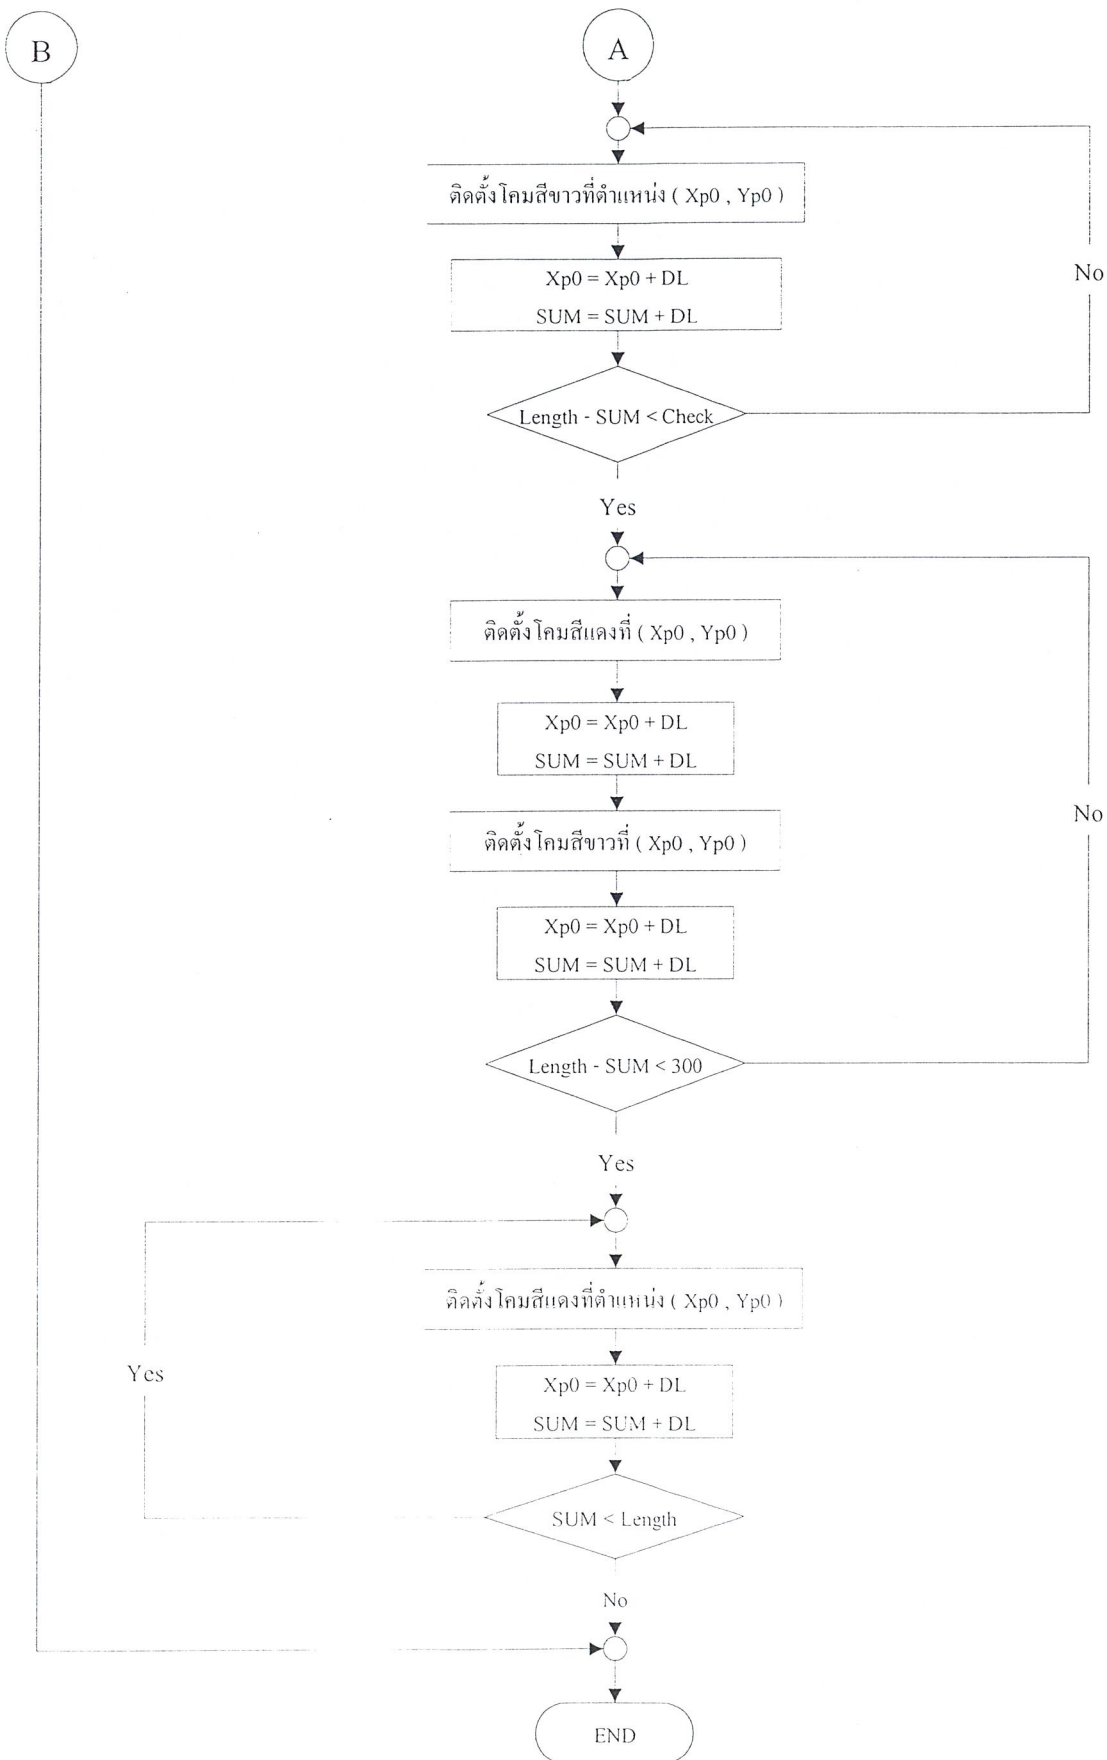 B
A
ติดตั้งโคมสีขาวที่ตำแหน่ง ( Xp0 , Yp0 )
Xp0 = Xp0 + DL
SUM = SUM + DL
No
Length - SUM < Check
Yes
ติดตั้งโคมสีแดงที่ ( Xp0 , Yp0 )
Xp0 = Xp0 + DL
SUM = SUM + DL
No
ติดตั้งโคมสีขาวที่ ( Xp0 , Yp0 )
Xp0 = Xp0 + DL
SUM = SUM + DL
Length - SUM < 300
Yes
ติดตั้งโคมสีแดงที่ตำแหน่ง ( Xp0 , Yp0 )
Yes
Xp0 = Xp0 + DL
SUM = SUM + DL
SUM < Length
No
END